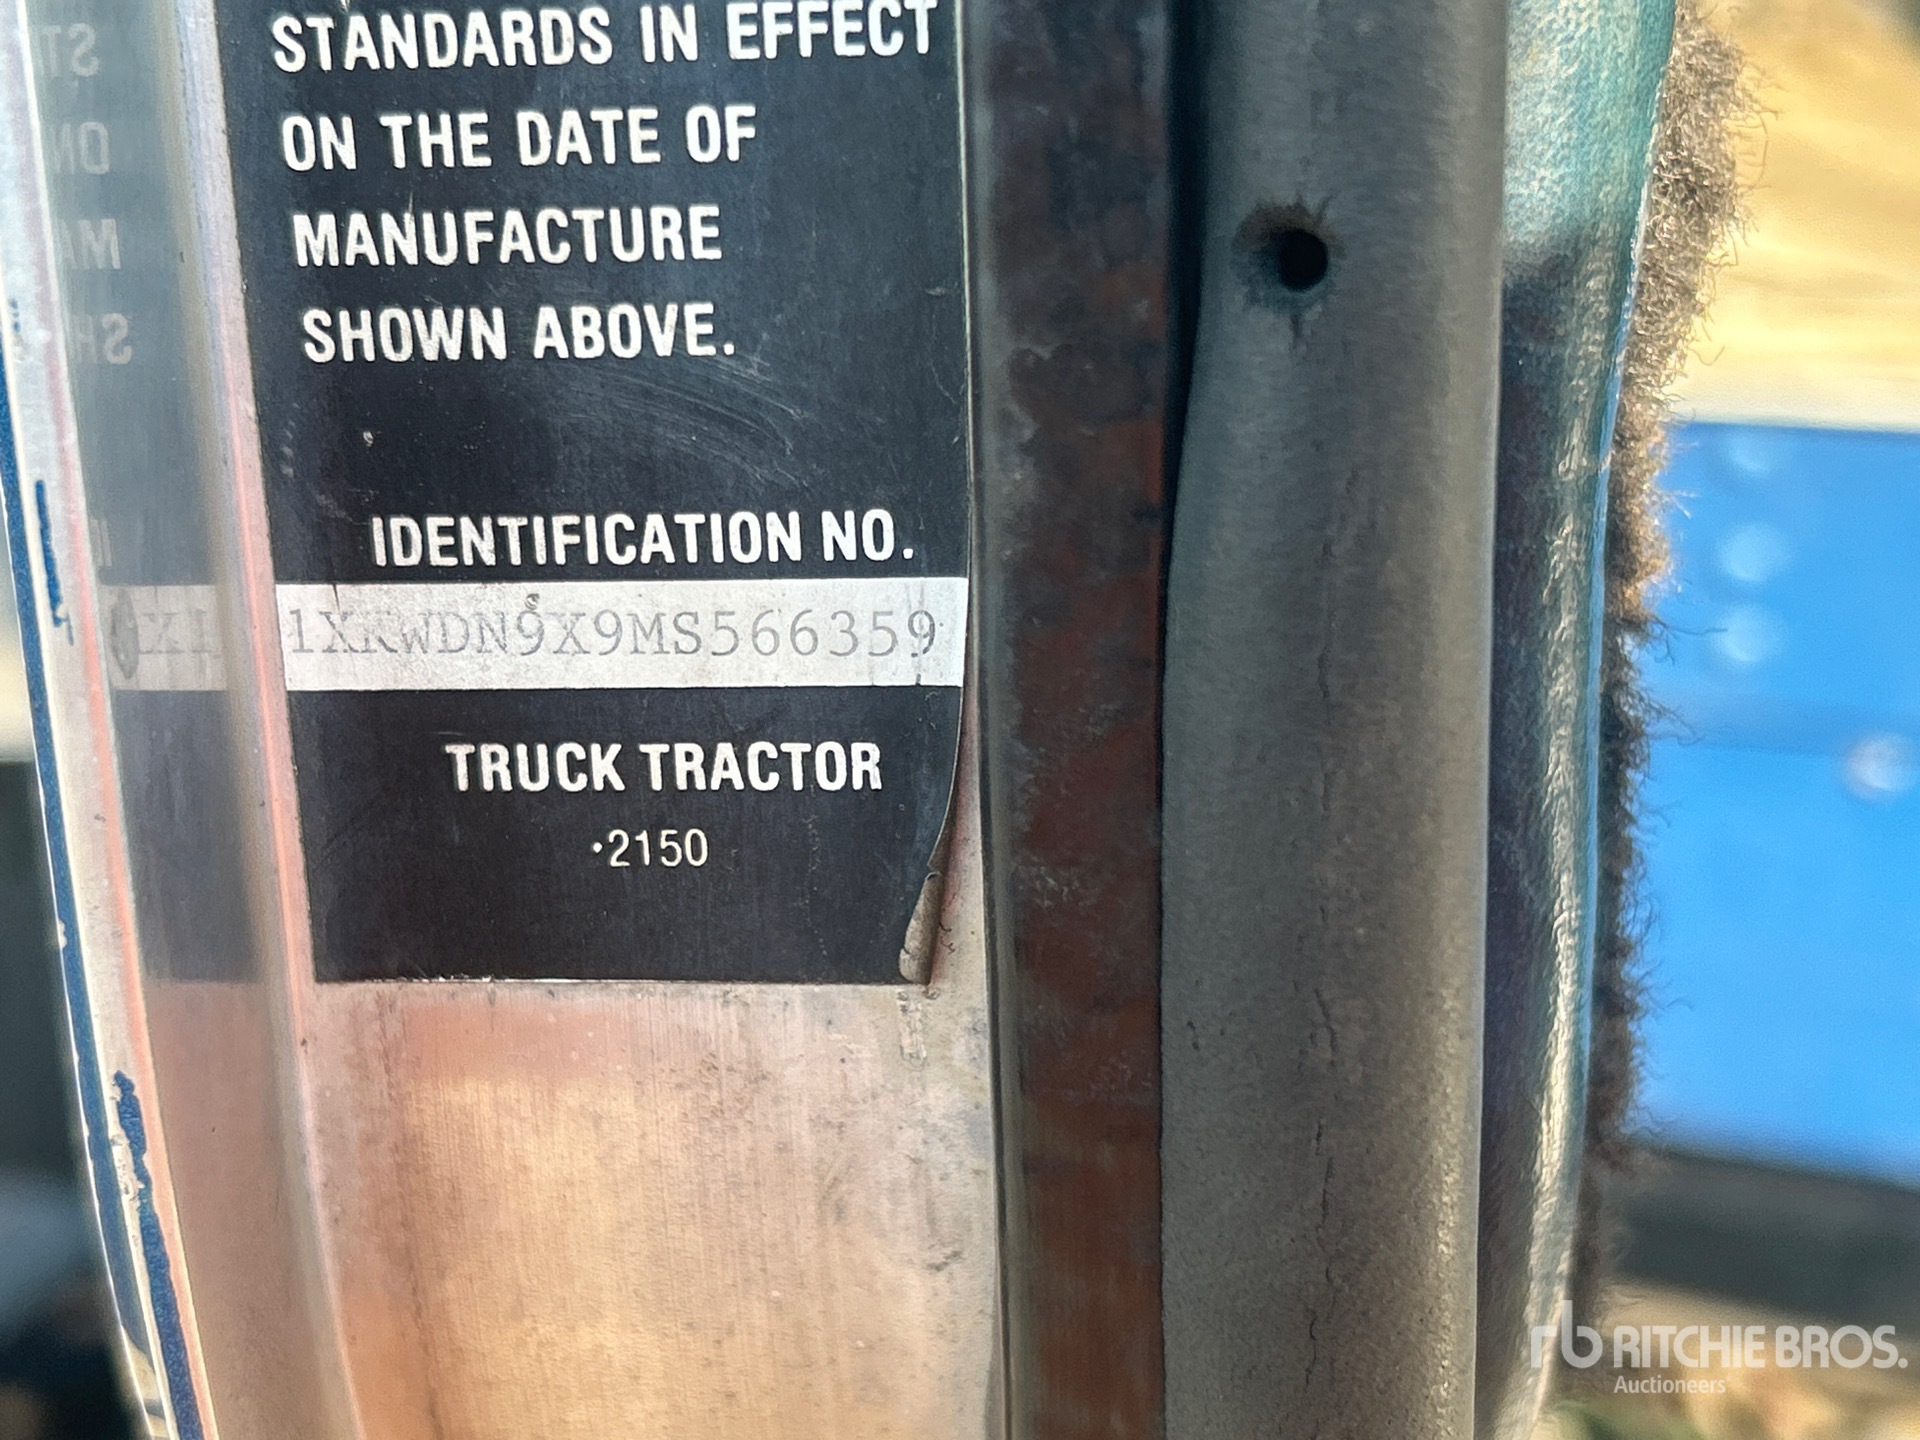 STANDARDS IN EFFECT
ON THE DATE OF
MANUFACTURE
SHOWN ABOVE.
IDENTIFICATION NO.
1XKWDN9X9MS566359
TRUCK TRACTOR
·2150
rb RITCHIE BROS.
Auctioneers